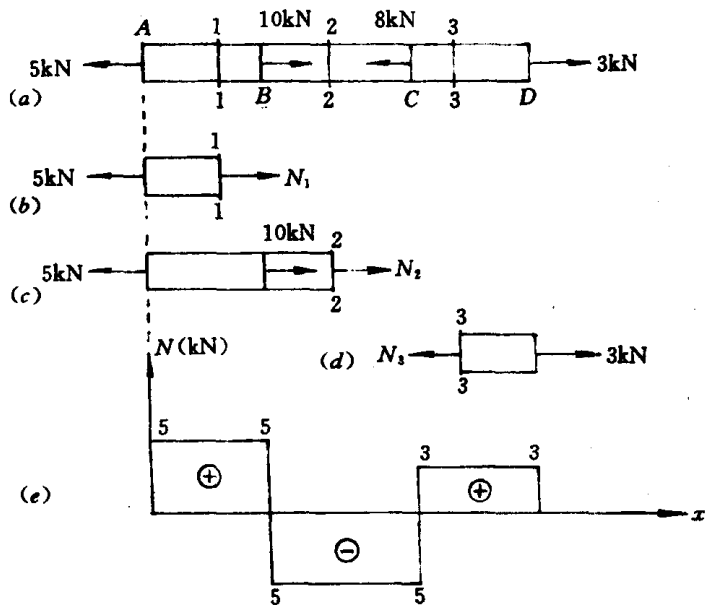 A 1 10kN 2 8kN 3
5kN 3kN
(a) 1 B 2 C 3 D
1
5kN N₁
(b) 1
10kN 2
5kN N₂
(c) 2
N(kN) 3
(d) N₃ 3kN
3
5 5 3 3
(e) ⊕ ⊕ x
⊖
5 5